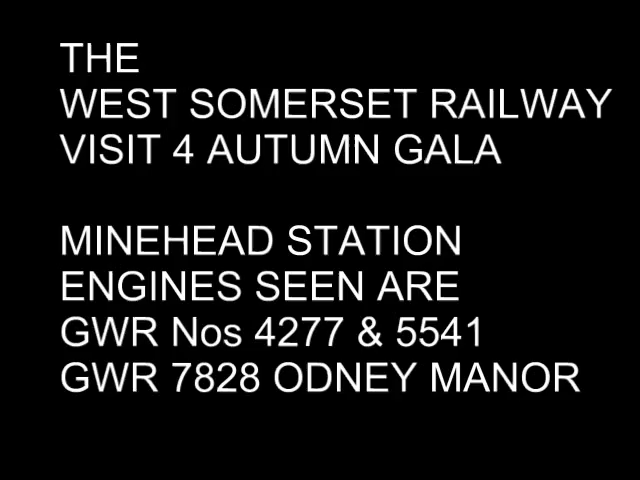 THE
WEST SOMERSET RAILWAY
VISIT 4 AUTUMN GALA
MINEHEAD STATION
ENGINES SEEN ARE
GWR Nos 4277 & 5541
GWR 7828 ODNEY MANOR